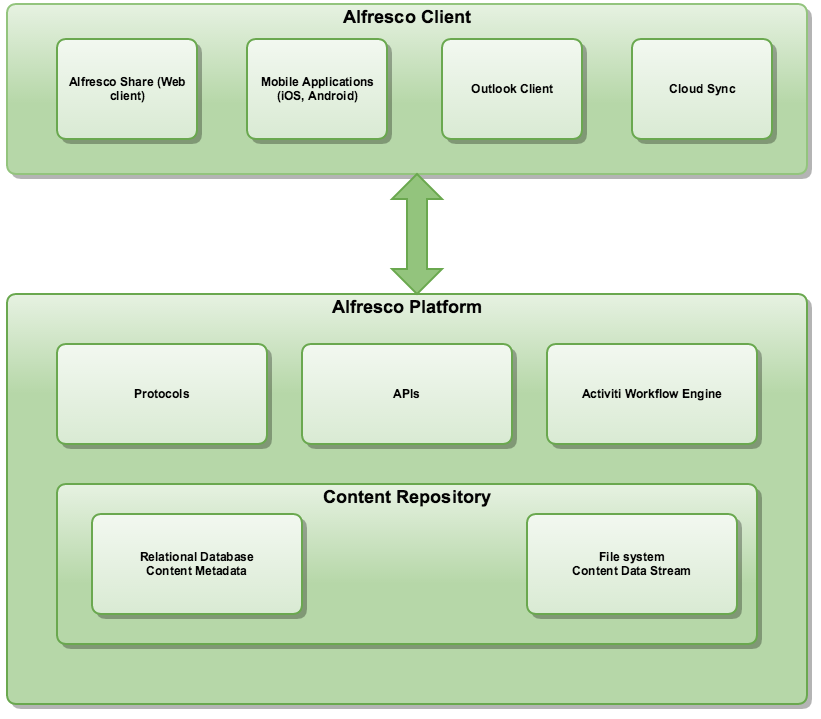 Alfresco Client
Alfresco Share (Web
client)
Mobile Applications
(iOS, Android)
Outlook Client
Cloud Sync
Alfresco Platform
Protocols
APIs
Activiti Workflow Engine
Content Repository
Relational Database
Content Metadata
File system
Content Data Stream